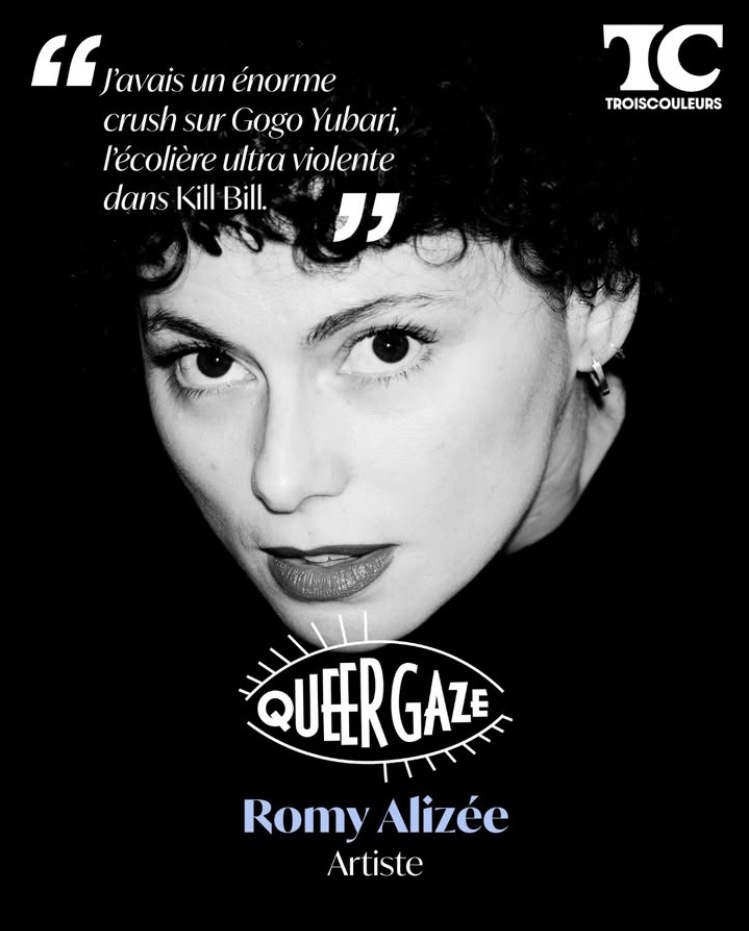 “J’avais un énorme
crush sur Gogo Yubari,
l’écolière ultra violente
dans Kill Bill.”
TC
TROISCOULEURS
QUEER GAZE
Romy Alizée
Artiste